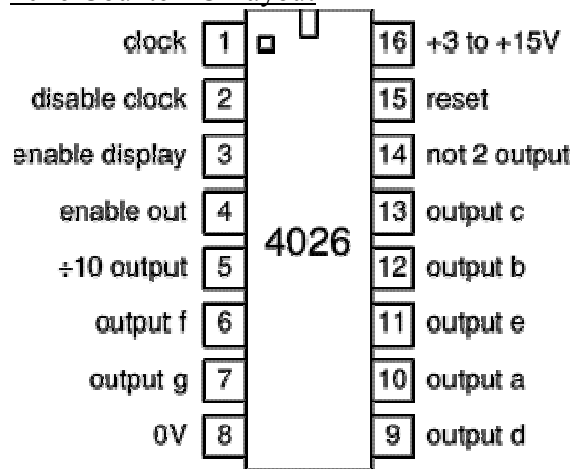 clock 1 16 +3 to +15V
disable clock 2 15 reset
enable display 3 14 not 2 output
enable out 4 13 output c
4026
÷10 output 5 12 output b
output f 6 11 output e
output g 7 10 output a
0V 8 9 output d